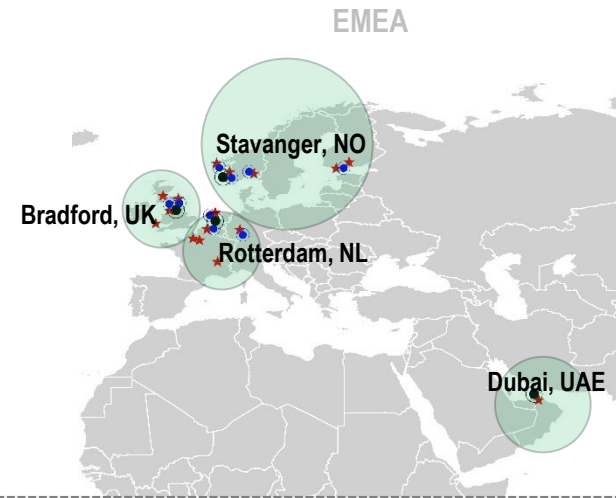 EMEA
Stavanger, NO
Bradford, UK
Rotterdam, NL
Dubai, UAE